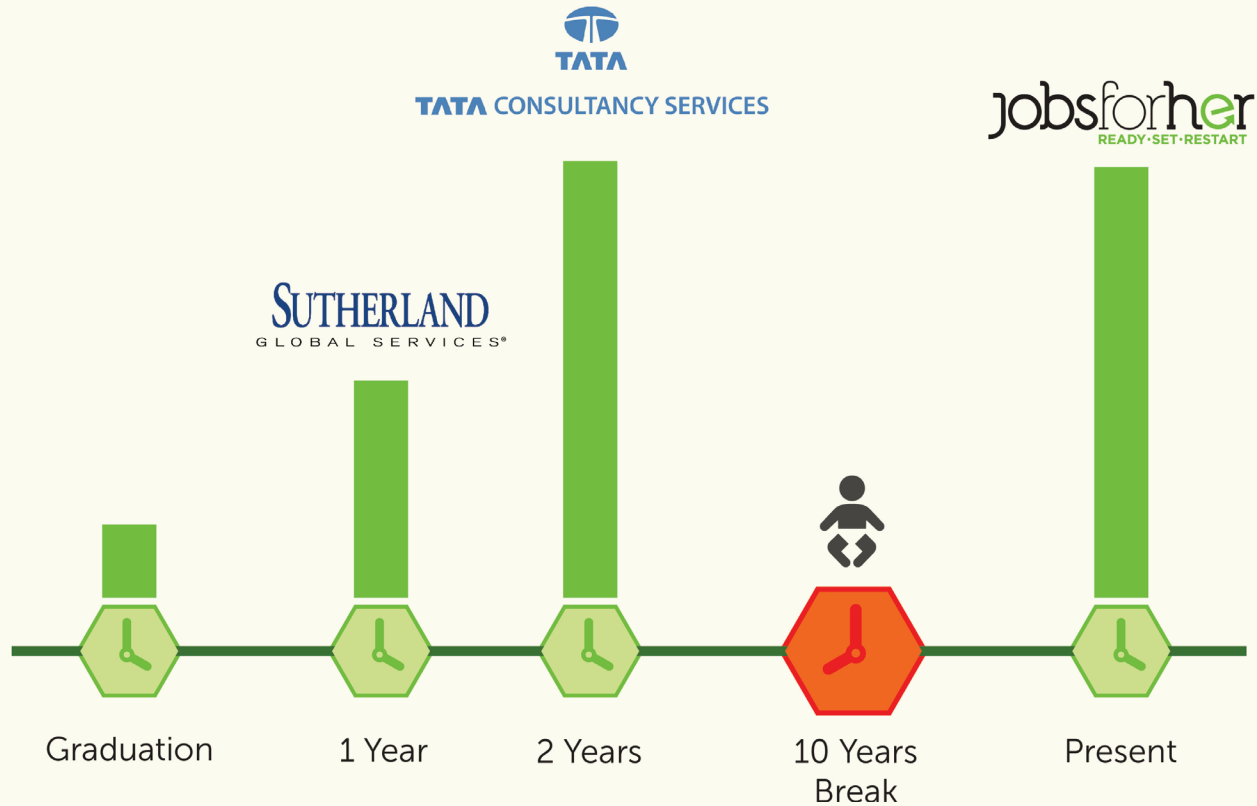 TATA
TATA CONSULTANCY SERVICES
jobsforher
READY·SET·RESTART
SUTHERLAND
GLOBAL SERVICES®
Graduation
1 Year
2 Years
10 Years
Break
Present